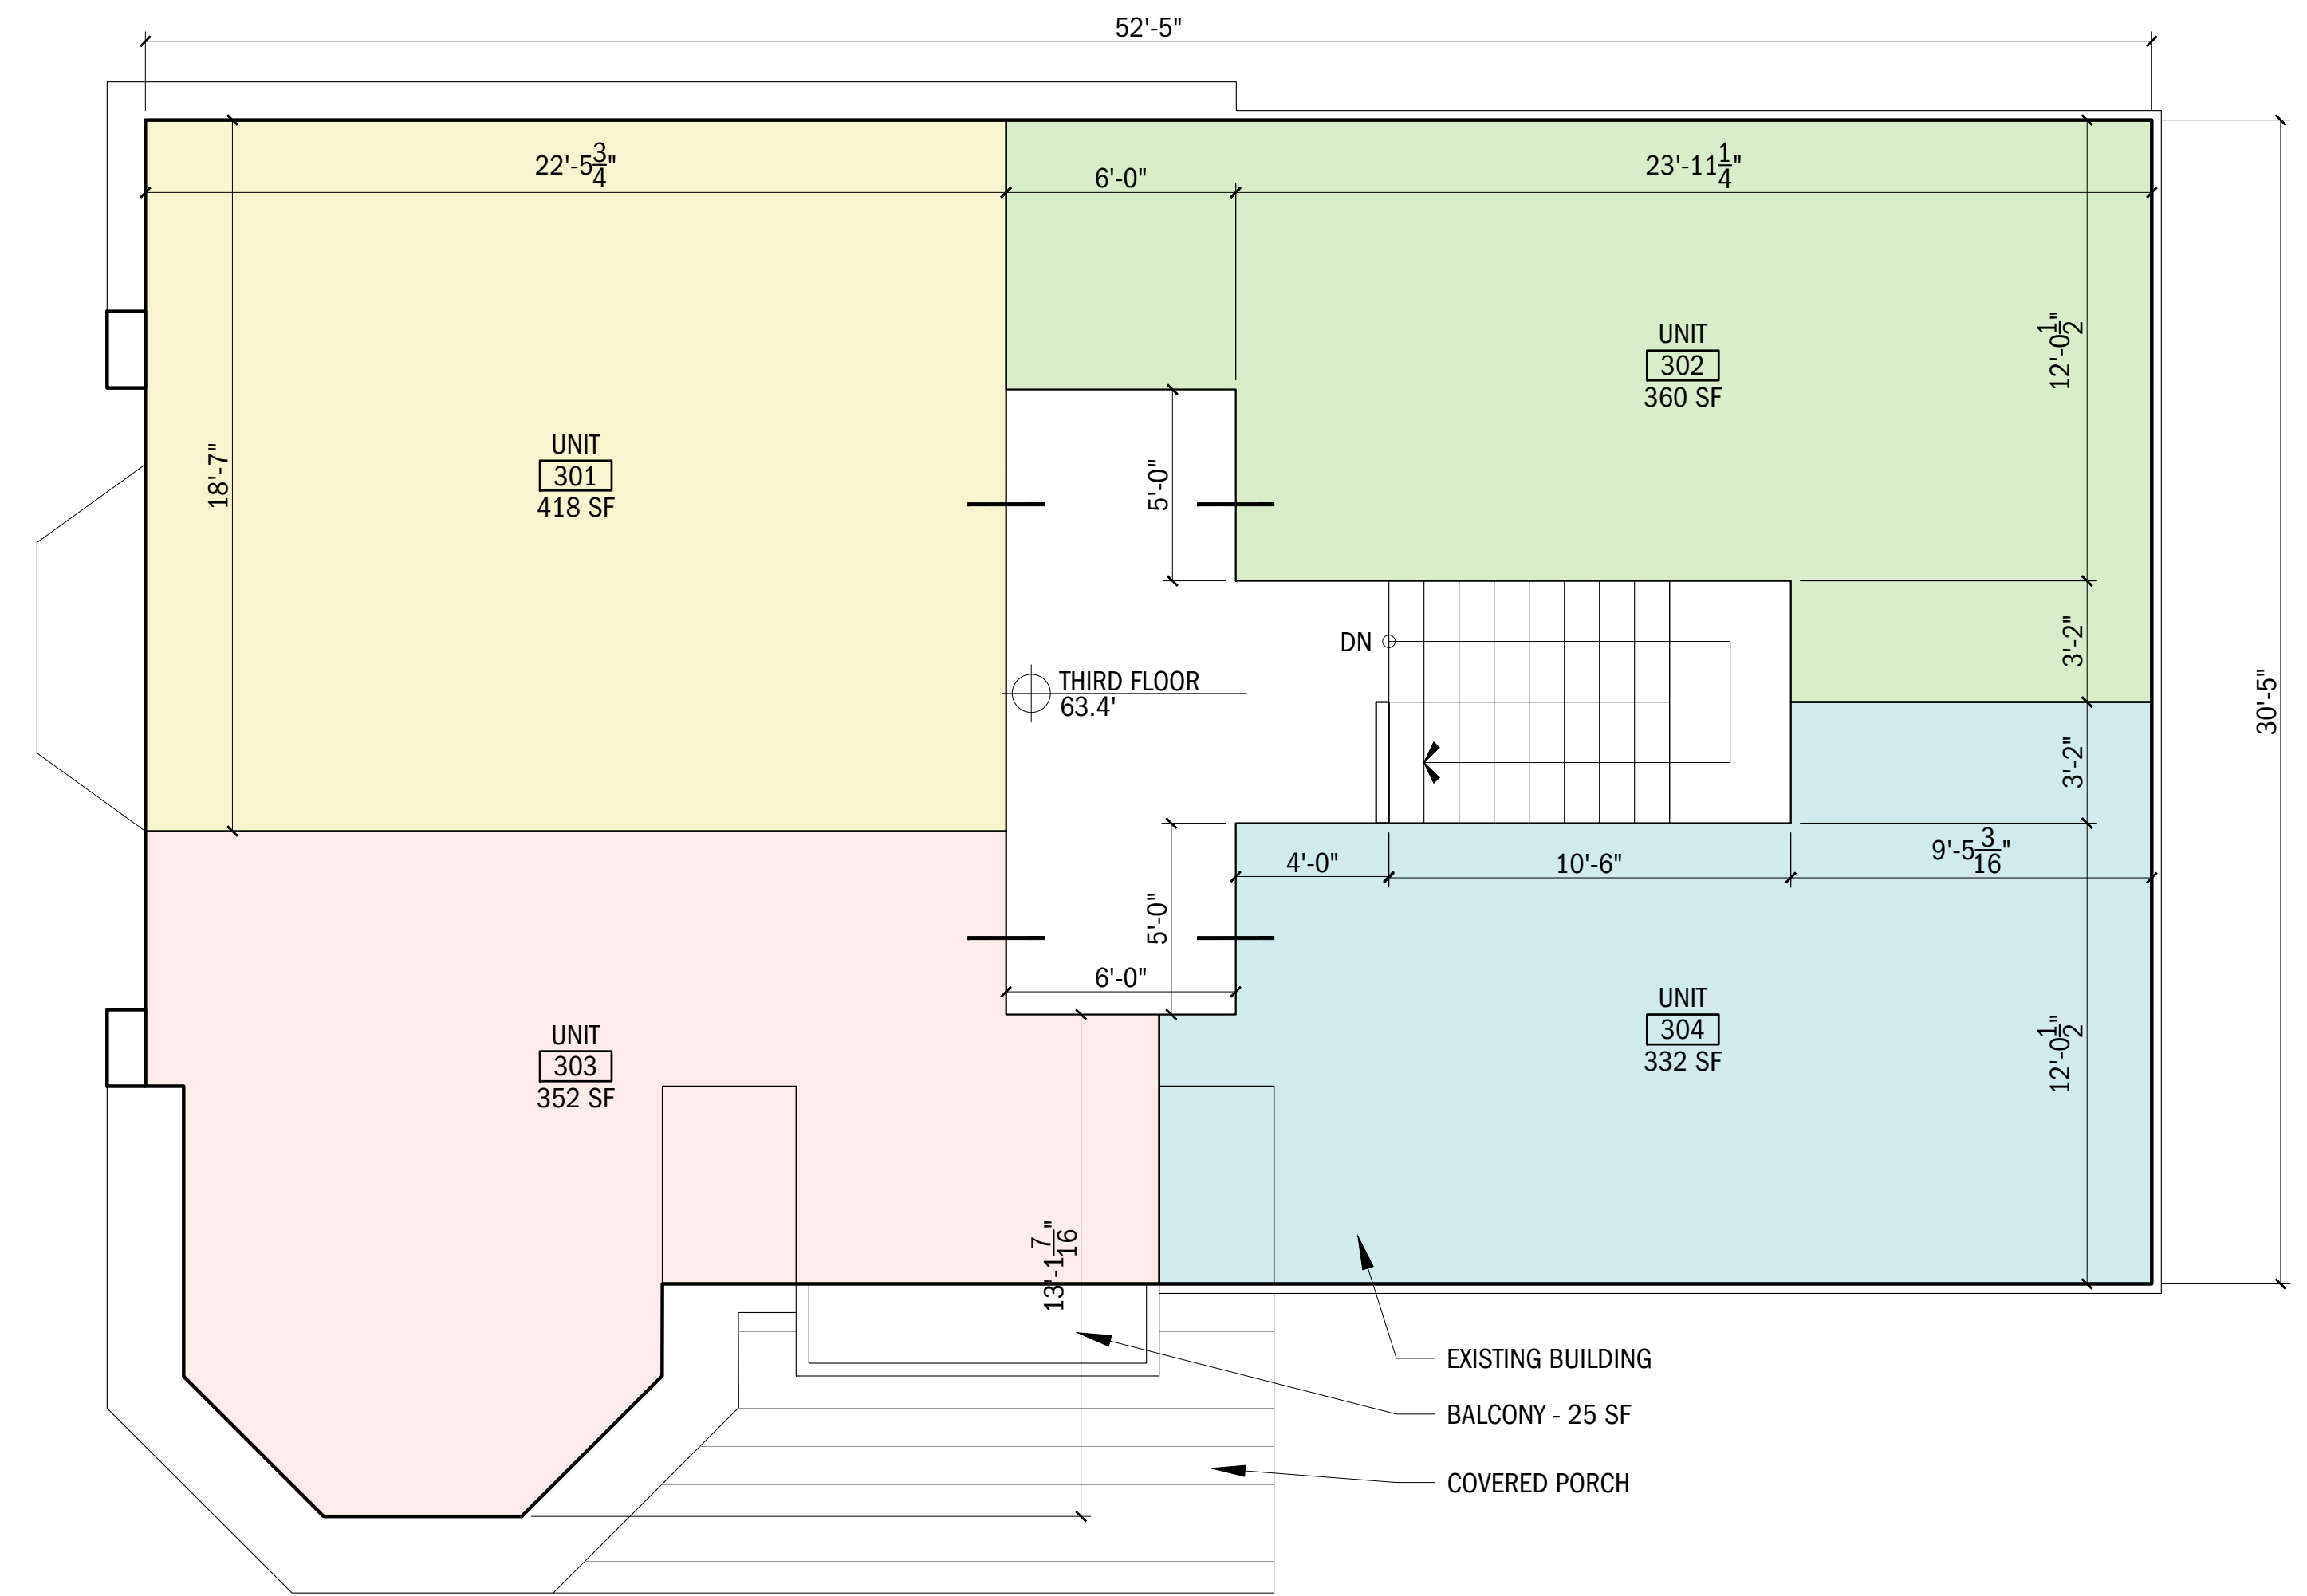 52'-5"
22'-5 3/4"
6'-0"
23'-11 1/4"
UNIT
302
360 SF
12'-0 1/2"
UNIT
301
418 SF
18'-7"
5'-0"
DN
3'-2"
THIRD FLOOR
63.4'
30'-5"
3'-2"
4'-0"
10'-6"
9'-5 3/16"
5'-0"
6'-0"
UNIT
303
352 SF
UNIT
304
332 SF
12'-0 1/2"
13'-1 7/16"
EXISTING BUILDING
BALCONY - 25 SF
COVERED PORCH